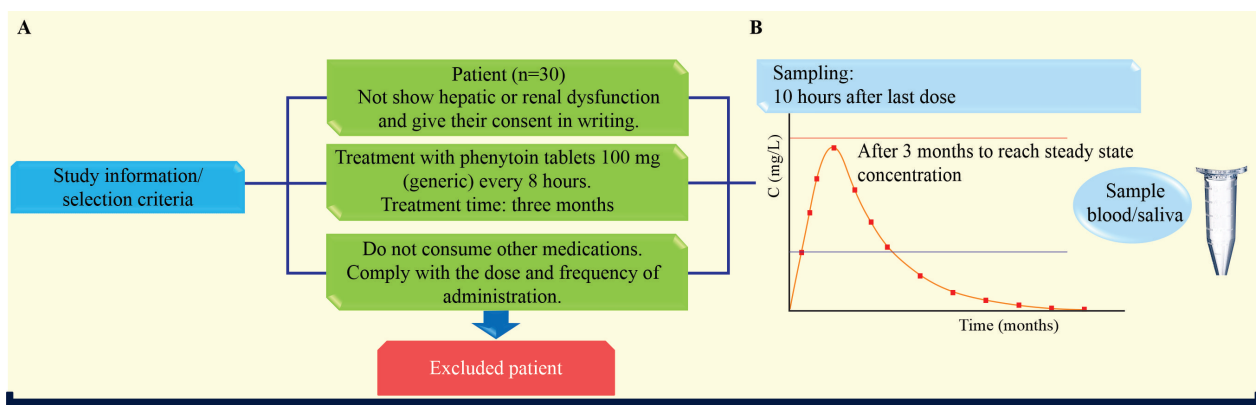 A
Study information/
selection criteria
Patient (n=30)
Not show hepatic or renal dysfunction
and give their consent in writing.
Treatment with phenytoin tablets 100 mg
(generic) every 8 hours.
Treatment time: three months
Do not consume other medications.
Comply with the dose and frequency of
administration.
Excluded patient
B
Sampling:
10 hours after last dose
C (mg/L)
After 3 months to reach steady state
concentration
Time (months)
Sample
blood/saliva